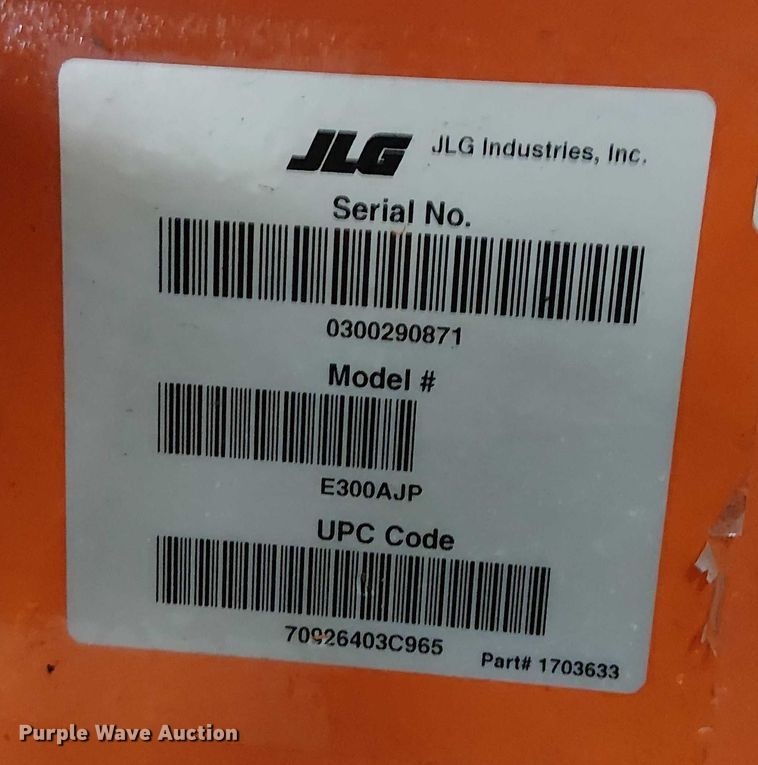 JLG JLG Industries, Inc.
Serial No.
0300290871
Model #
E300AJP
UPC Code
70926403C965
Part# 1703633
Purple Wave Auction